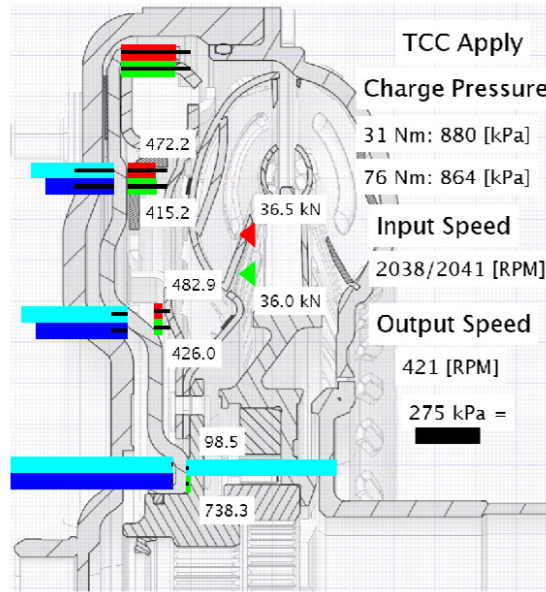 TCC Apply
Charge Pressure
31 Nm: 880 [kPa]
76 Nm: 864 [kPa]
Input Speed
2038/2041 [RPM]
Output Speed
421 [RPM]
275 kPa =
472.2
415.2
36.5 kN
482.9
36.0 kN
426.0
98.5
738.3